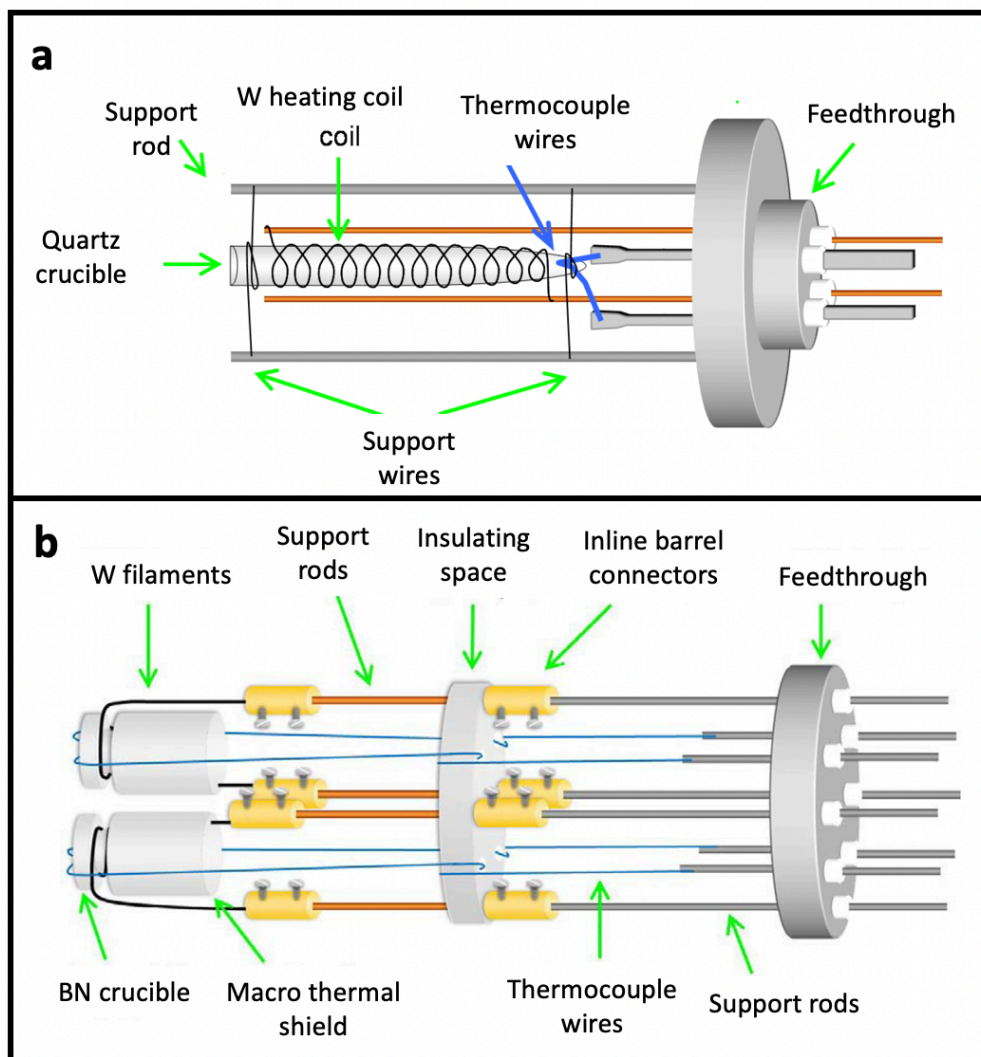 a
Support
rod
W heating coil
coil
Thermocouple
wires
Feedthrough
Quartz
crucible
Support
wires
b
W filaments
Support
rods
Insulating
space
Inline barrel
connectors
Feedthrough
BN crucible
Macro thermal
shield
Thermocouple
wires
Support rods